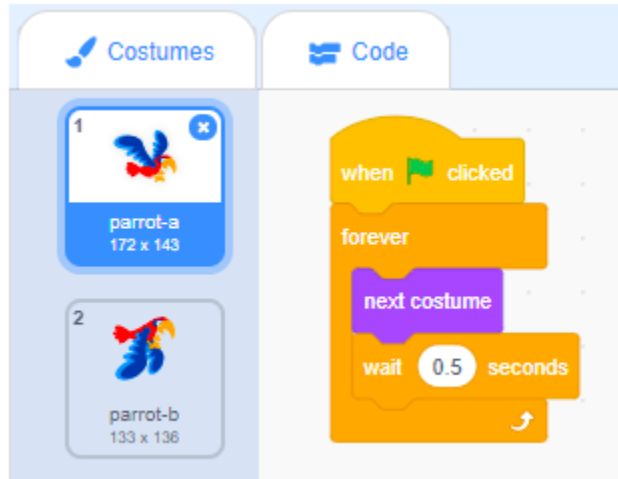 Costumes
Code
1
parrot-a
172 x 143
2
parrot-b
133 x 136
when clicked
forever
next costume
wait 0.5 seconds